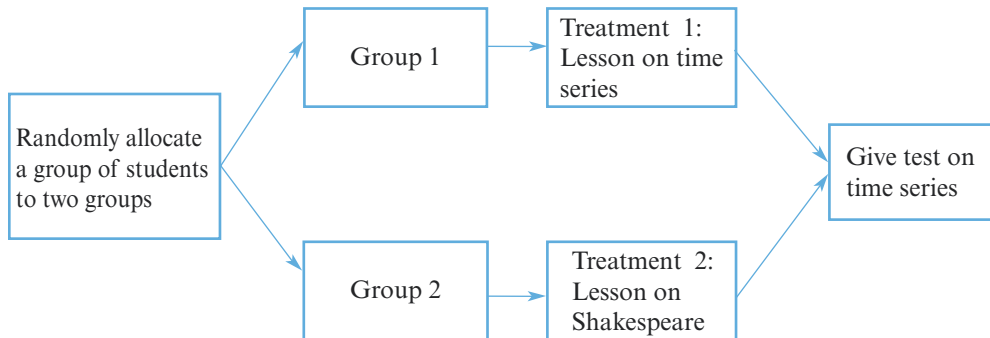 Randomly allocate
a group of students
to two groups
Group 1
Treatment 1:
Lesson on time
series
Group 2
Treatment 2:
Lesson on
Shakespeare
Give test on
time series